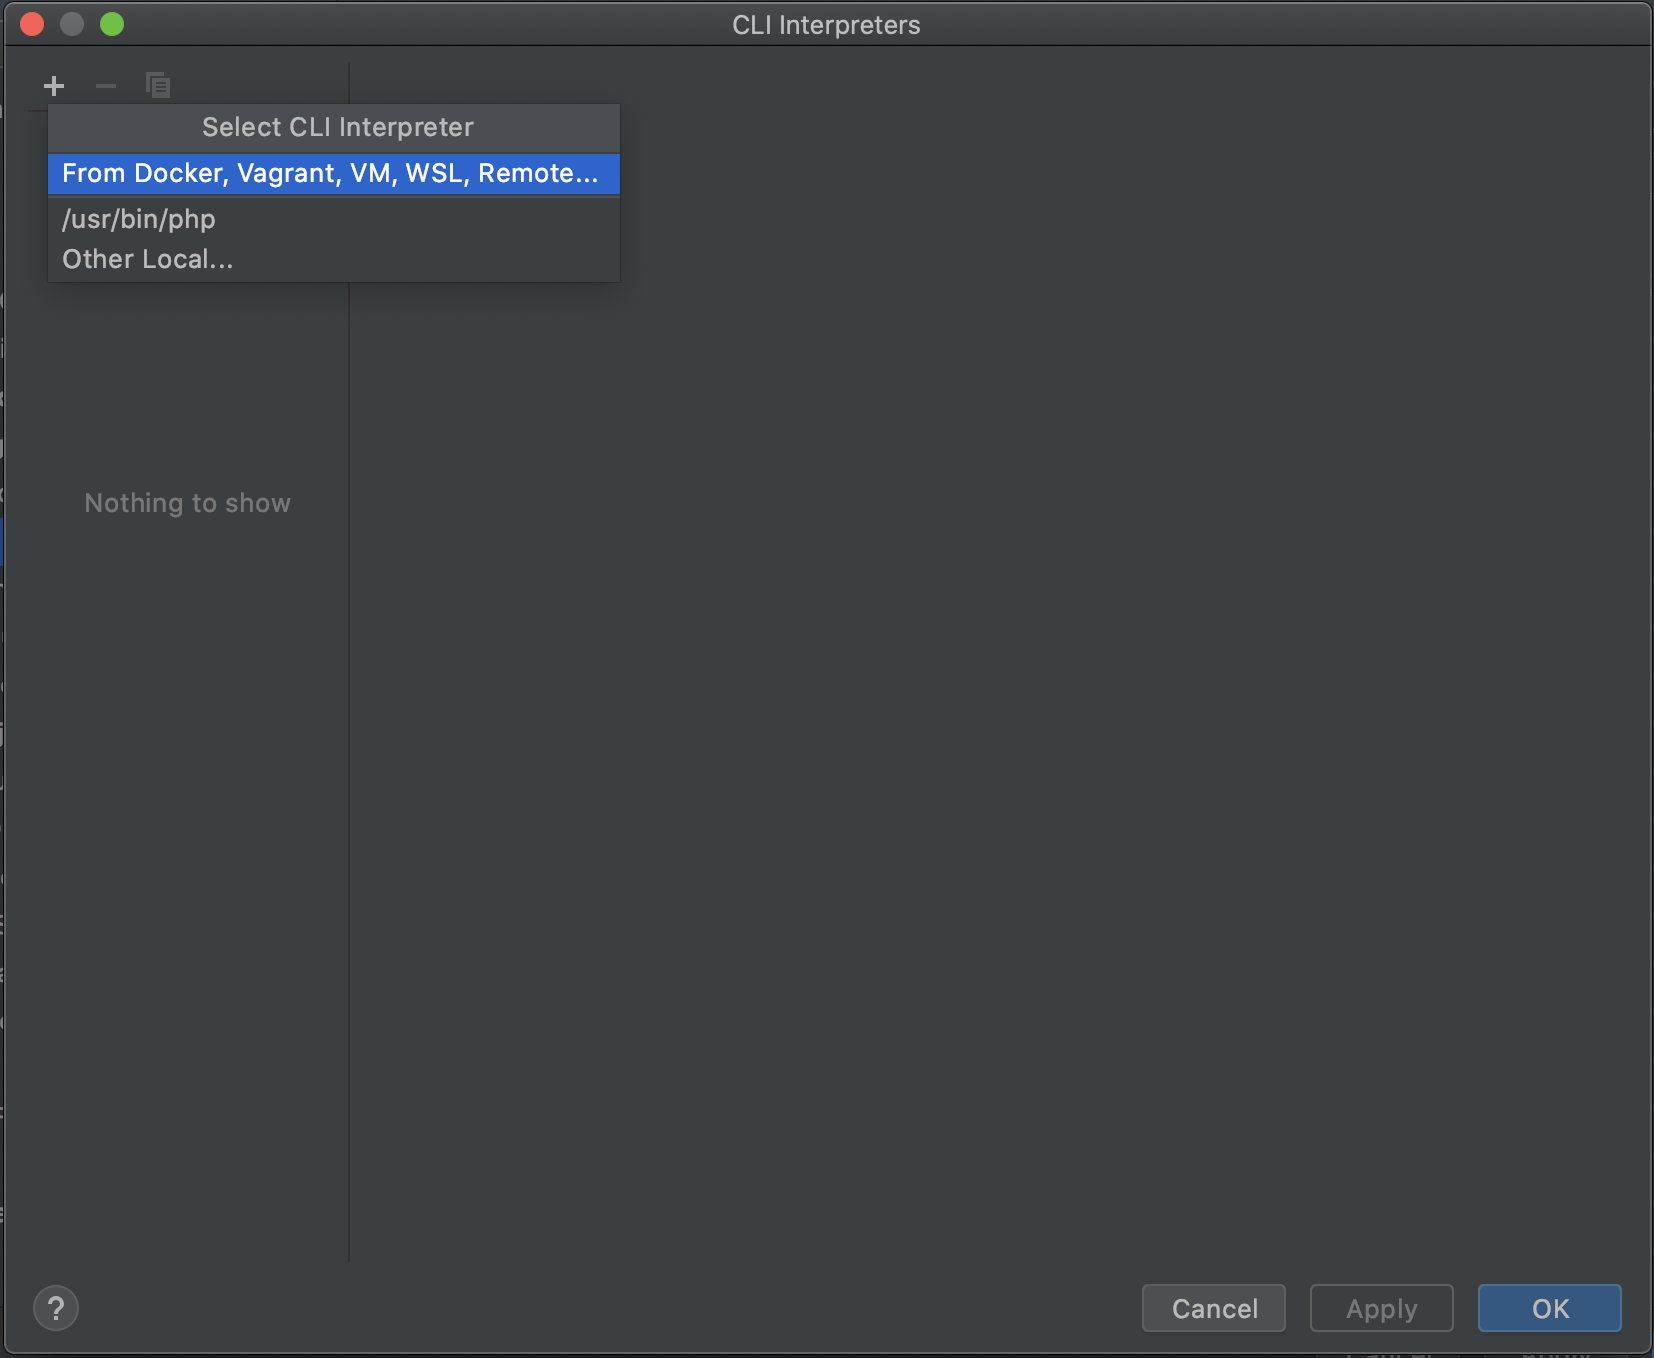 CLI Interpreters
Select CLI Interpreter
From Docker, Vagrant, VM, WSL, Remote...
/usr/bin/php
Other Local...
Nothing to show
?
Cancel
Apply
OK